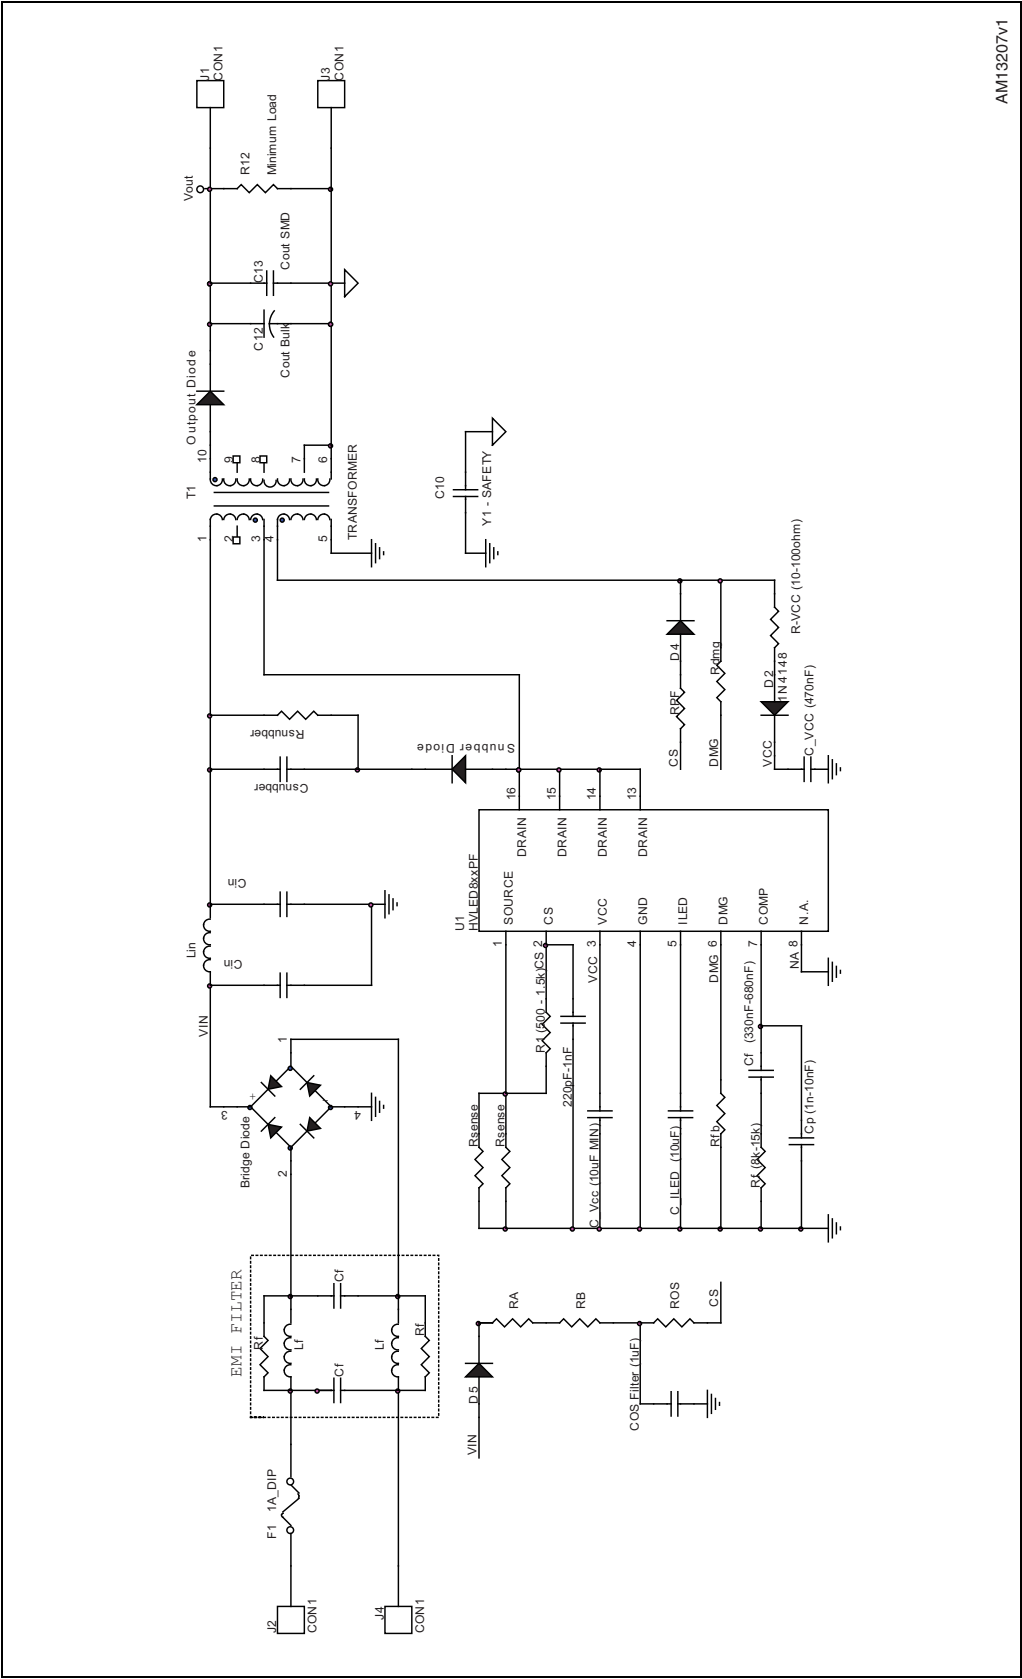 AM13207v1
J2
CON1
J4
CON1
F1 1A_DIP
EMI FILTER
Rf
Lf
Cf
Cf
Lf
Rf
Bridge Diode
2
1
3
4
+
-
VIN
Lin
Cin
Cin
Csnubber
Rsnubber
Snubber Diode
T1
TRANSFORMER
1
2
3
4
5
10
9
8
7
6
Outpout Diode
C12
Cout Bulk
C13
Cout SMD
Vout
R12
Minimum Load
J1
CON1
J3
CON1
C10
Y1 - SAFETY
VIN
D5
RA
RB
ROS
CS
COS Filter (1uF)
Rsense
Rsense
R1 (500 - 1.5k)
220pF-1nF
C_Vcc (10uF MIN)
C_ILED (10uF)
Rfb
Rf (8k-15k)
Cf (330nF-680nF)
Cp (1n-10nF)
CS
VCC
DMG
NA
U1
HVLED8xxPF
1 SOURCE
2 CS
3 VCC
4 GND
5 ILED
6 DMG
7 COMP
8 N.A.
DRAIN 16
DRAIN 15
DRAIN 14
DRAIN 13
CS
RPF
D4
DMG
Rdmg
VCC
D2
1N4148
R-VCC (10-100ohm)
C_VCC (470nF)